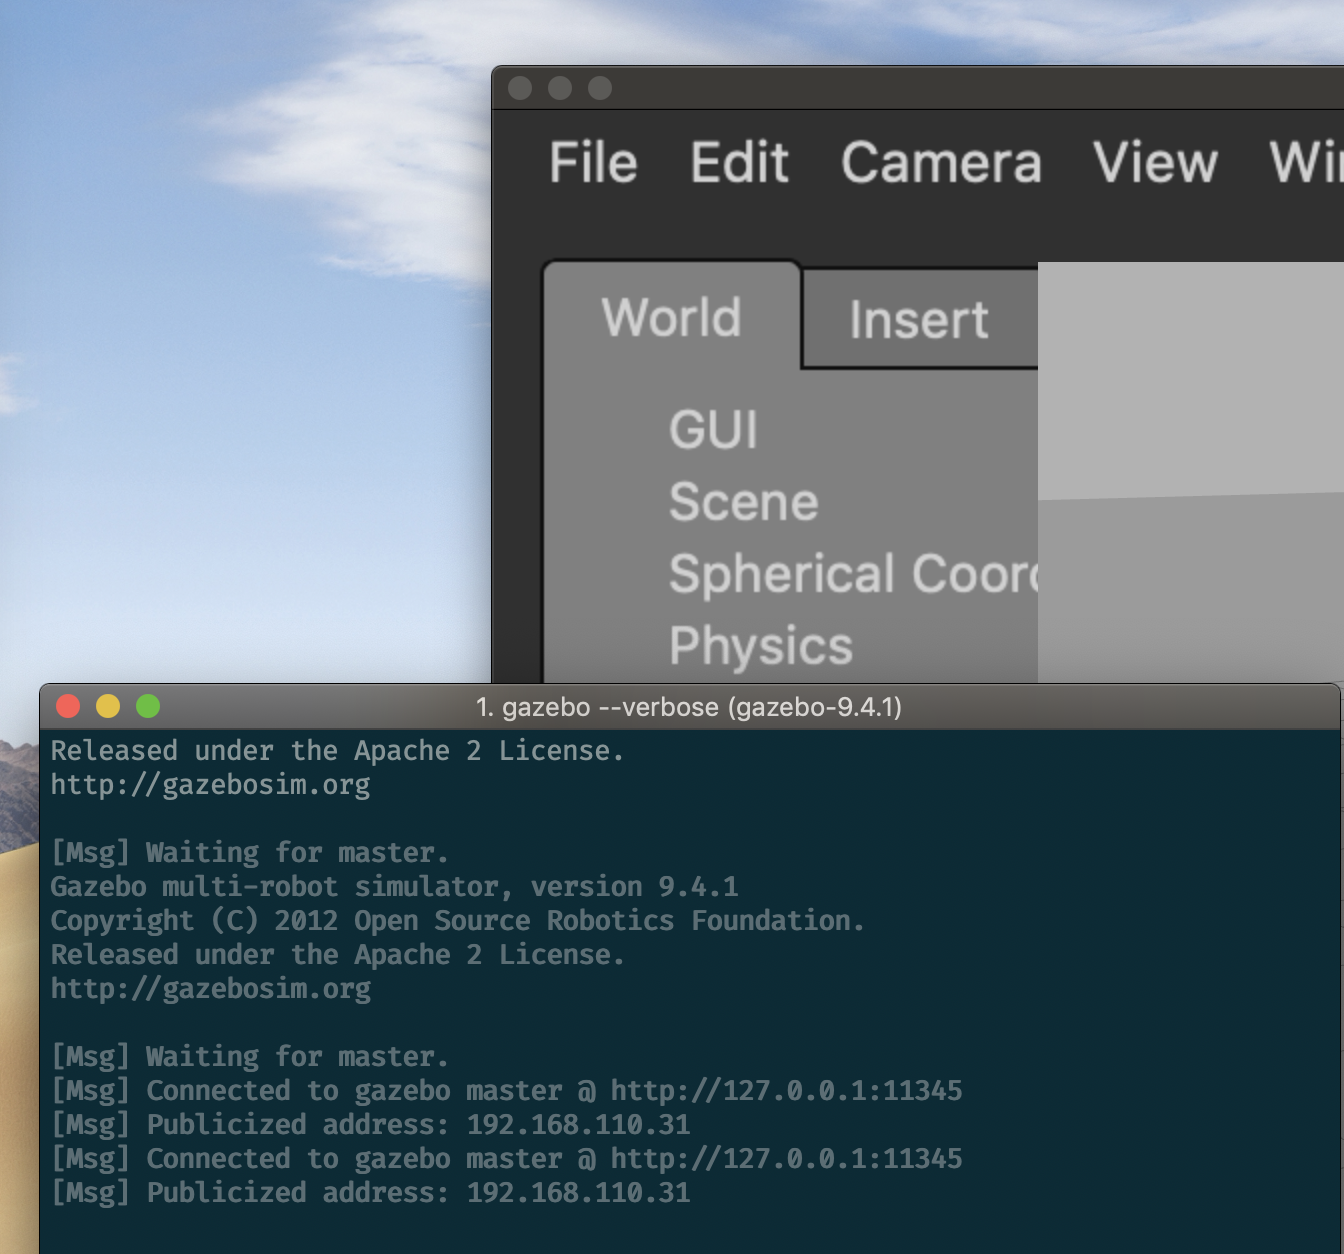 File Edit Camera View
World Insert
GUI
Scene
Spherical
Physics
1. gazebo --verbose (gazebo-9.4.1)
Released under the Apache 2 License.
http://gazebosim.org
[Msg] Waiting for master.
Gazebo multi-robot simulator, version 9.4.1
Copyright (C) 2012 Open Source Robotics Foundation.
Released under the Apache 2 License.
http://gazebosim.org
[Msg] Waiting for master.
[Msg] Connected to gazebo master @ http://127.0.0.1:11345
[Msg] Publicized address: 192.168.110.31
[Msg] Connected to gazebo master @ http://127.0.0.1:11345
[Msg] Publicized address: 192.168.110.31